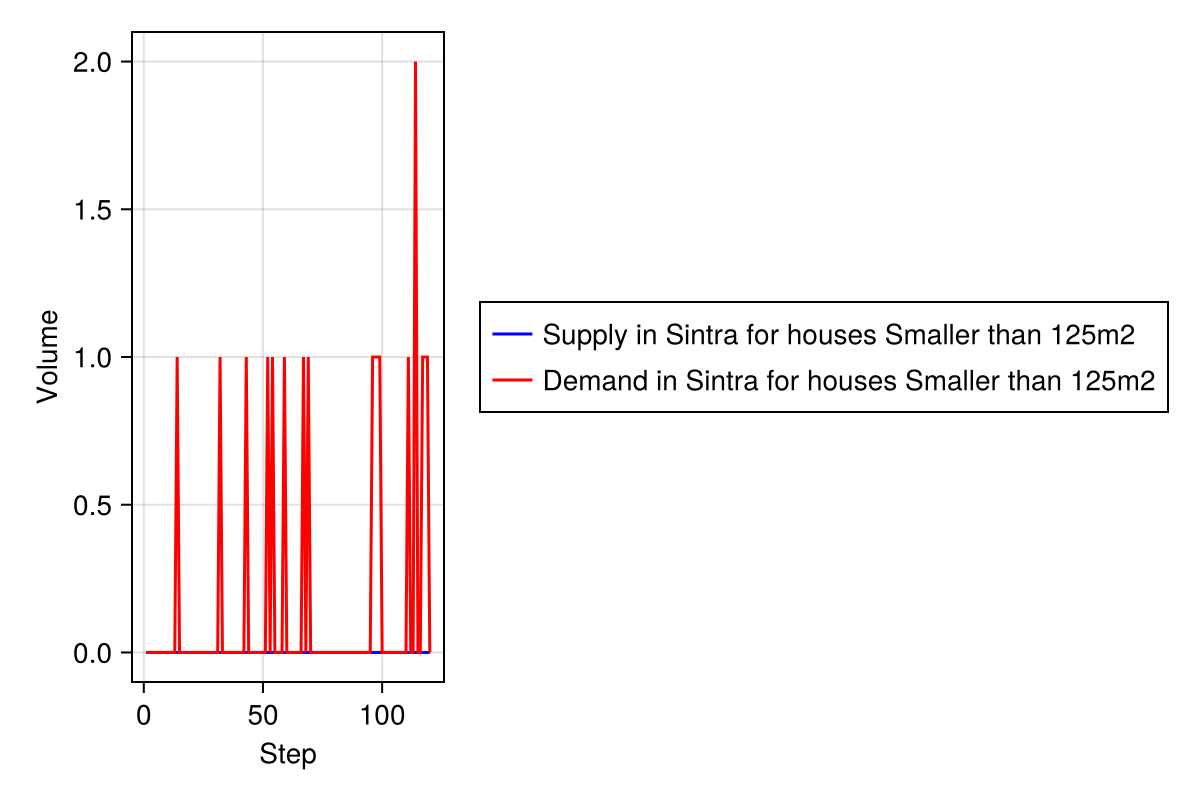 2.0
1.5
1.0
0.5
0.0
Volume
0 50 100
Step
Supply in Sintra for houses Smaller than 125m2
Demand in Sintra for houses Smaller than 125m2